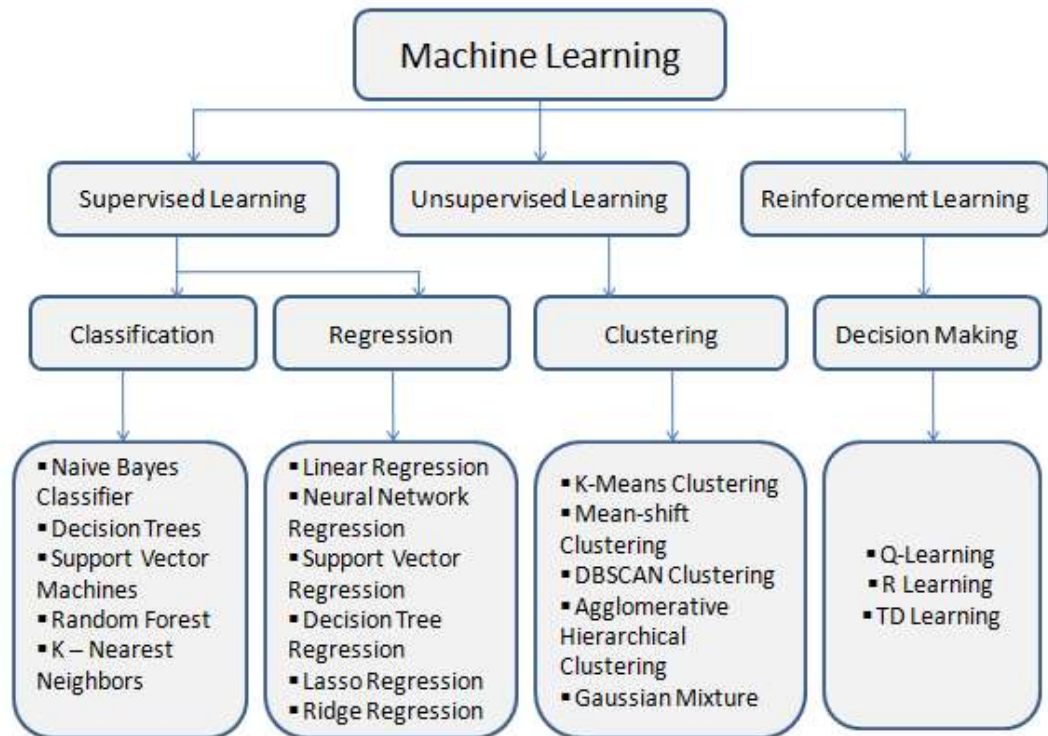 Machine Learning
Supervised Learning
Unsupervised Learning
Reinforcement Learning
Classification
Regression
Clustering
Decision Making
▪ Naive Bayes
Classifier
▪ Decision Trees
▪ Support Vector
Machines
▪ Random Forest
▪ K – Nearest
Neighbors
▪ Linear Regression
▪ Neural Network
Regression
▪ Support Vector
Regression
▪ Decision Tree
Regression
▪ Lasso Regression
▪ Ridge Regression
▪ K-Means Clustering
▪ Mean-shift
Clustering
▪ DBSCAN Clustering
▪ Agglomerative
Hierarchical
Clustering
▪ Gaussian Mixture
▪ Q-Learning
▪ R Learning
▪ TD Learning